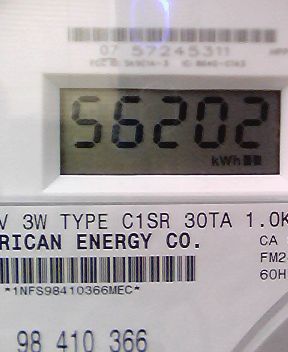 07 57245311
56202
kWh
V 3W TYPE C1SR 30TA 1.0K
RICAN ENERGY CO.
CA
FM2
60H
*1NFS98410366MEC*
98 410 366